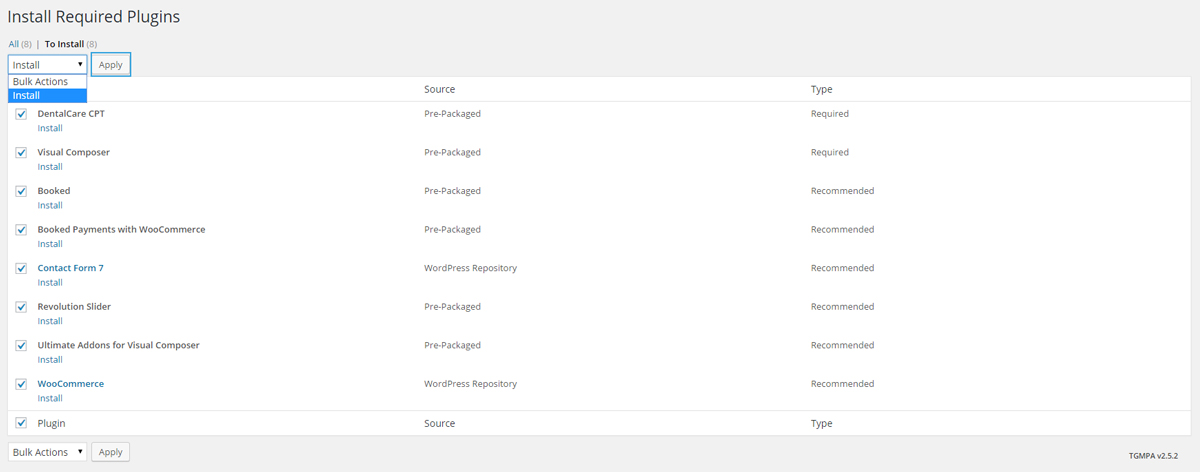 Install Required Plugins
All (8) | To Install (8)
Install Apply
Bulk Actions
Install
Source Type
DentalCare CPT Pre-Packaged Required
Install
Visual Composer Pre-Packaged Required
Install
Booked Pre-Packaged Recommended
Install
Booked Payments with WooCommerce Pre-Packaged Recommended
Install
Contact Form 7 WordPress Repository Recommended
Install
Revolution Slider Pre-Packaged Recommended
Install
Ultimate Addons for Visual Composer Pre-Packaged Recommended
Install
WooCommerce WordPress Repository Recommended
Install
Plugin Source Type
Bulk Actions Apply
TGMPA v2.5.2